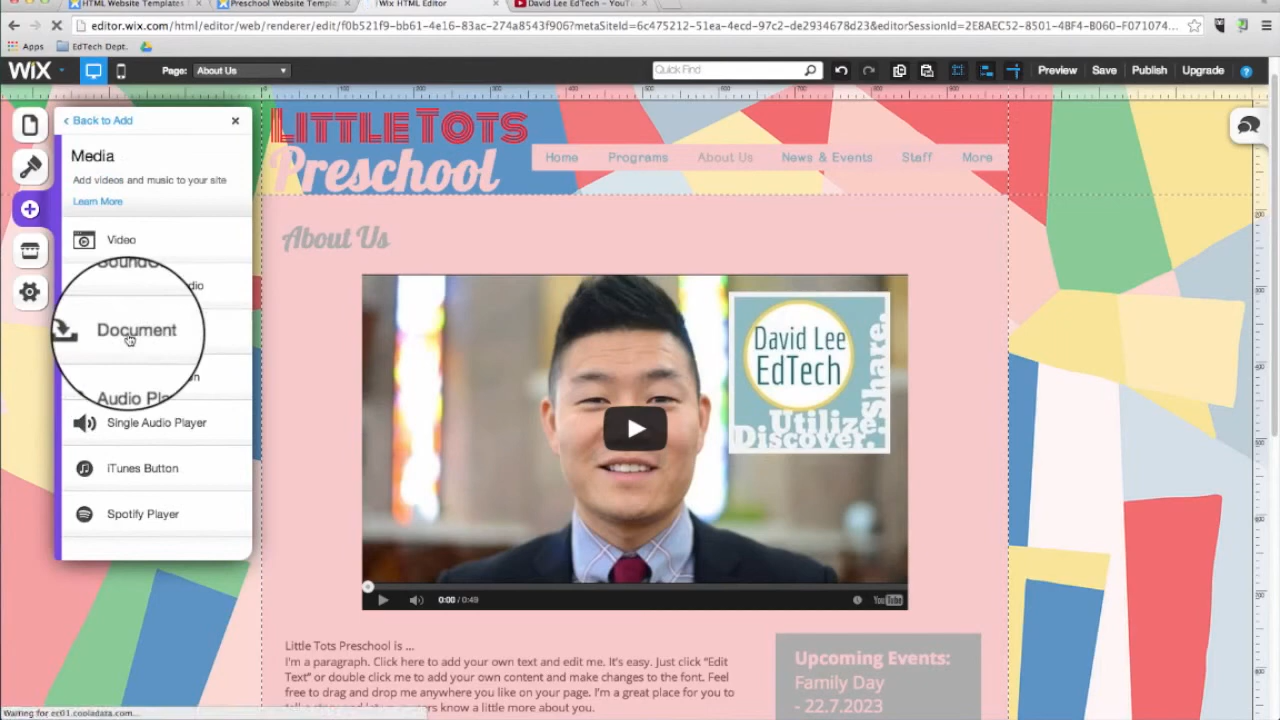 HTML Website Templates
Preschool Website Templ
Wix HTML Editor
David Lee EdTech - YouT
editor.wix.com/html/editor/web/renderer/edit/f0b521f9-bb61-4e16-83ac-874a58543f906?metaSiteId=6c475212-51ea-4ecd-97c2-de2934678d23&editorSessionId=2E8AEC52-8501-4BF4-B060-F071074...
Apps EdTech Dept.
WiX Page: About Us Quick Find Preview Save Publish Upgrade ?
Back to Add
Media
Add videos and music to your site
Learn More
Video
Document
Audio Pla
Single Audio Player
iTunes Button
Spotify Player
Little Tots
Preschool
Home Programs About Us News & Events Staff More
About Us
David Lee
EdTech
Utilize.
Discover.
Share.
0:00 / 0:49
YouTube
Little Tots Preschool is ...
I'm a paragraph. Click here to add your own text and edit me. It's easy. Just click "Edit
Text" or double click me to add your own content and make changes to the font. Feel
free to drag and drop me anywhere you like on your page. I'm a great place for you to
know a little more about you.
Upcoming Events:
Family Day
- 22.7.2023
Waiting for ec01.cooladata.com...